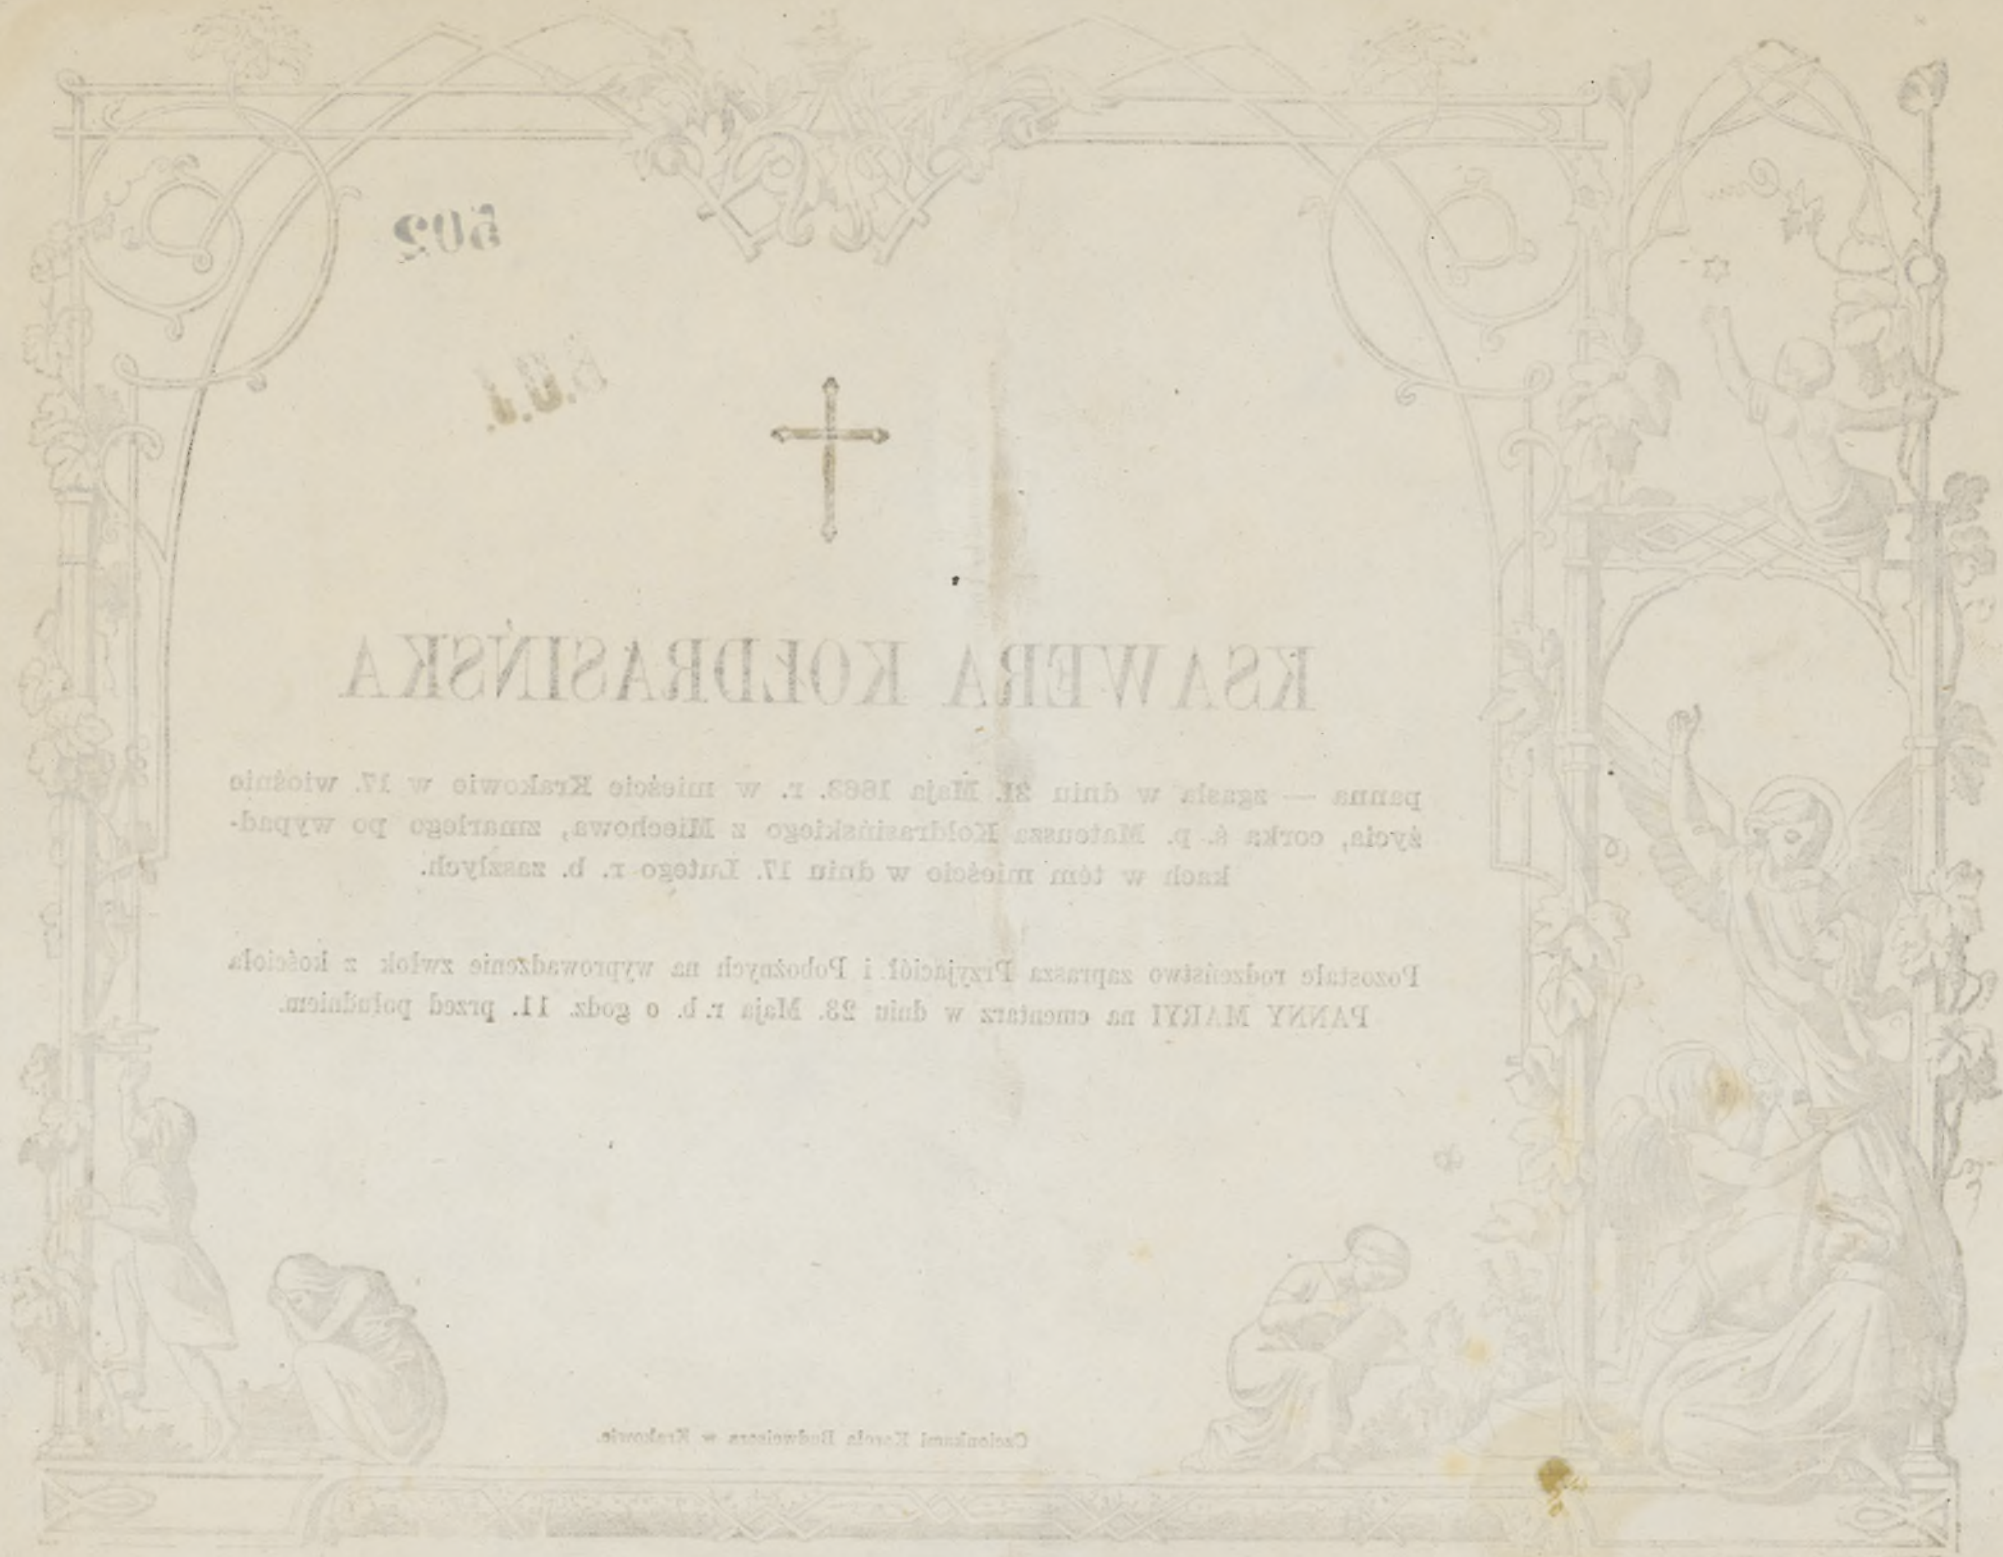 502
KSAWERA KOŁDRASIŃSKA
panna — zgasła w dniu 21. Maja 1863. r. w mieście Krakowie w 17. wiośnie
życia, corka ś. p. Mateusza Kołdrasińskiego z Miechowa, zmarłego po wypad-
kach w tém mieście w dniu 17. Lutego r. b. zaszłych.
Pozostałe rodzeństwo zaprasza Przyjaciół i Pobożnych na wyprowadzenie zwłok z kościoła
PANNY MARYI na cmentarz w dniu 23. Maja r. b. o godz. 11. przed południem.
Czcionkami Karola Budweisera w Krakowie.